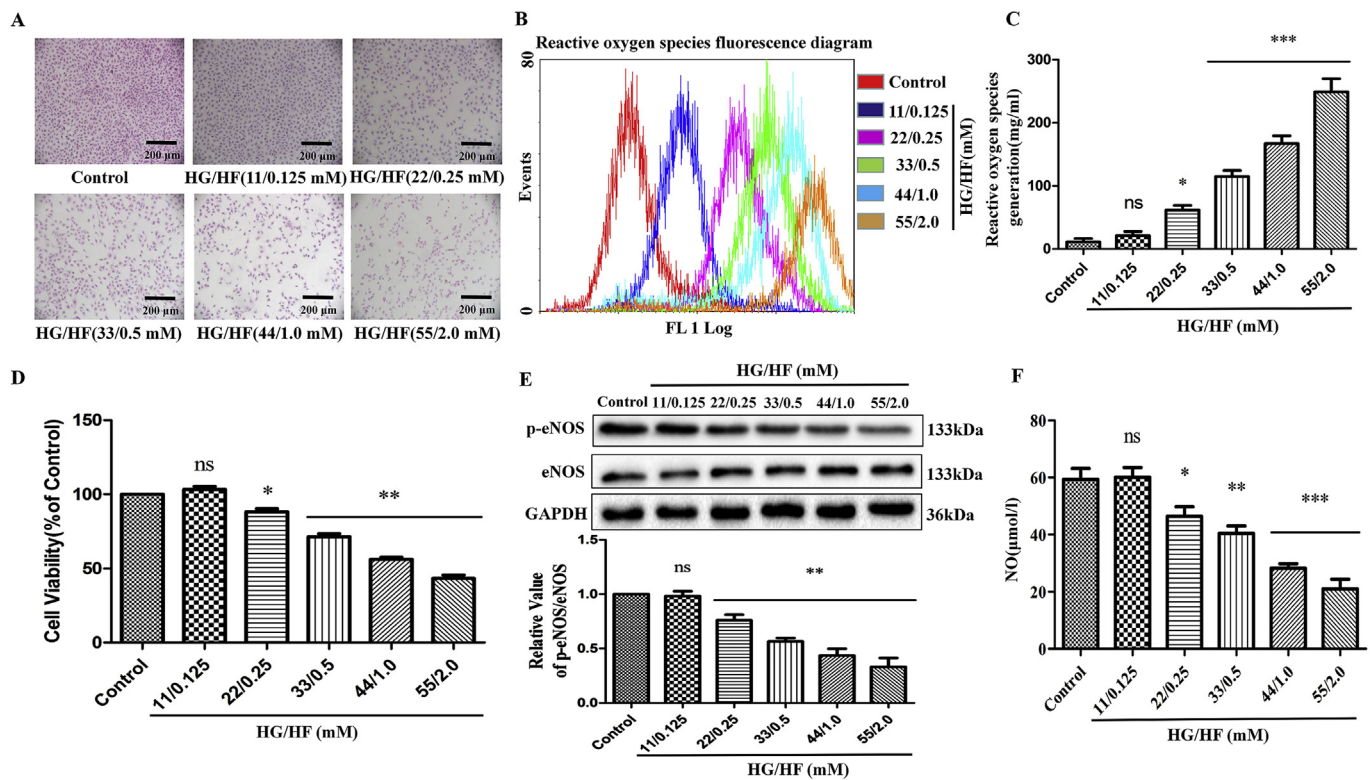 A
200 μm
200 μm
200 μm
Control
HG/HF(11/0.125 mM)
HG/HF(22/0.25 mM)
200 μm
200 μm
200 μm
HG/HF(33/0.5 mM)
HG/HF(44/1.0 mM)
HG/HF(55/2.0 mM)
B
Reactive oxygen species fluorescence diagram
80
Events
0
FL 1 Log
Control
11/0.125
22/0.25
33/0.5
44/1.0
55/2.0
HG/HF(mM)
C
Reactive oxygen species
generation(mg/ml)
300
200
100
0
ns
*
***
Control
11/0.125
22/0.25
33/0.5
44/1.0
55/2.0
HG/HF (mM)
D
Cell Viability(% of Control)
150
100
50
0
ns
*
**
Control
11/0.125
22/0.25
33/0.5
44/1.0
55/2.0
HG/HF (mM)
E
HG/HF (mM)
Control 11/0.125 22/0.25 33/0.5 44/1.0 55/2.0
p-eNOS 133kDa
eNOS 133kDa
GAPDH 36kDa
Relative Value
of p-eNOS/eNOS
1.5
1.0
0.5
0.0
ns
**
Control
11/0.125
22/0.25
33/0.5
44/1.0
55/2.0
HG/HF (mM)
F
NO(μmol/l)
80
60
40
20
0
ns
*
**
***
Control
11/0.125
22/0.25
33/0.5
44/1.0
55/2.0
HG/HF (mM)